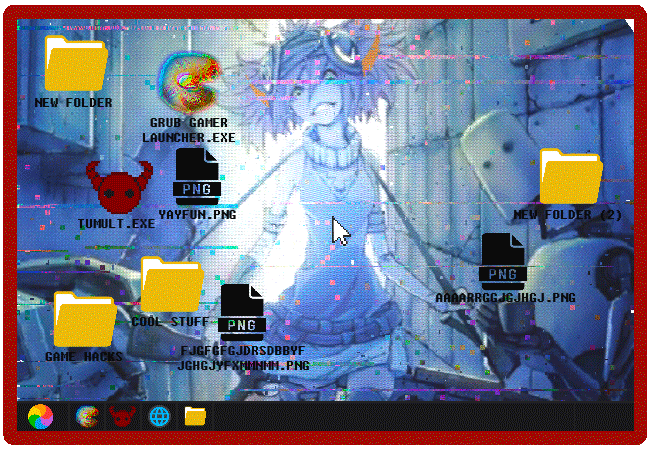 NEW FOLDER
GRUB GAMER
LAUNCHER.EXE
PNG
TUMULT.EXE
YAYFUN.PNG
NEW FOLDER (2)
PNG
AAAARRGGJGJHGJ.PNG
COOL STUFF
PNG
GAME HACKS
FJGFGFGJDRSDBBYF
JGHGJYFXMMMMM.PNG